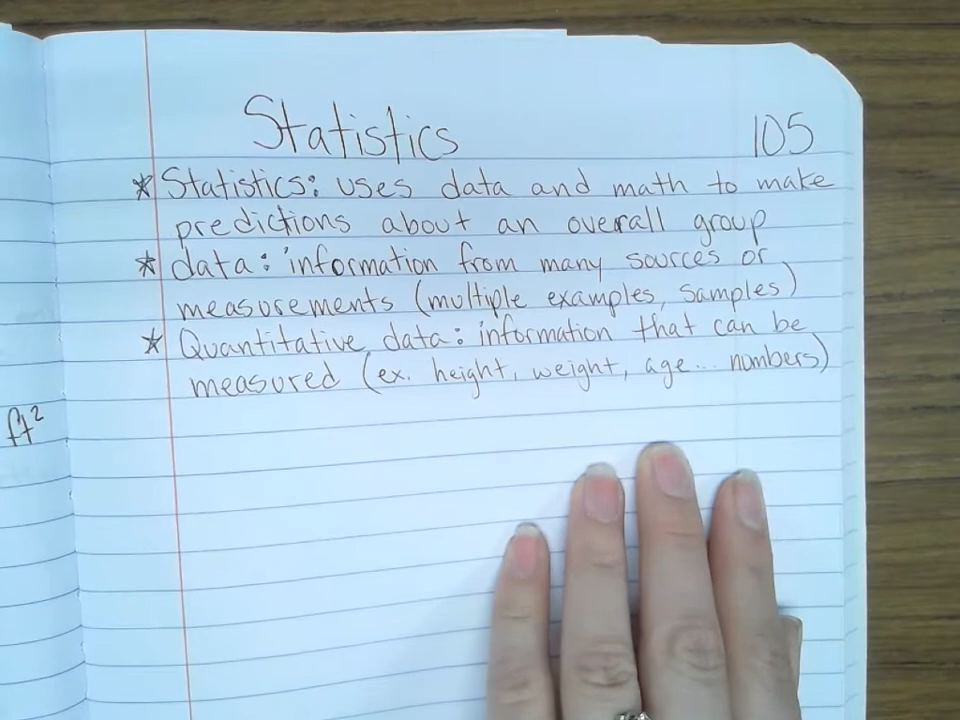 Statistics
105
* Statistics: uses data and math to make
predictions about an overall group
* data: information from many sources or
measurements (multiple examples, samples)
* Quantitative data: information that can be
measured (ex. height, weight, age... numbers)
ft²